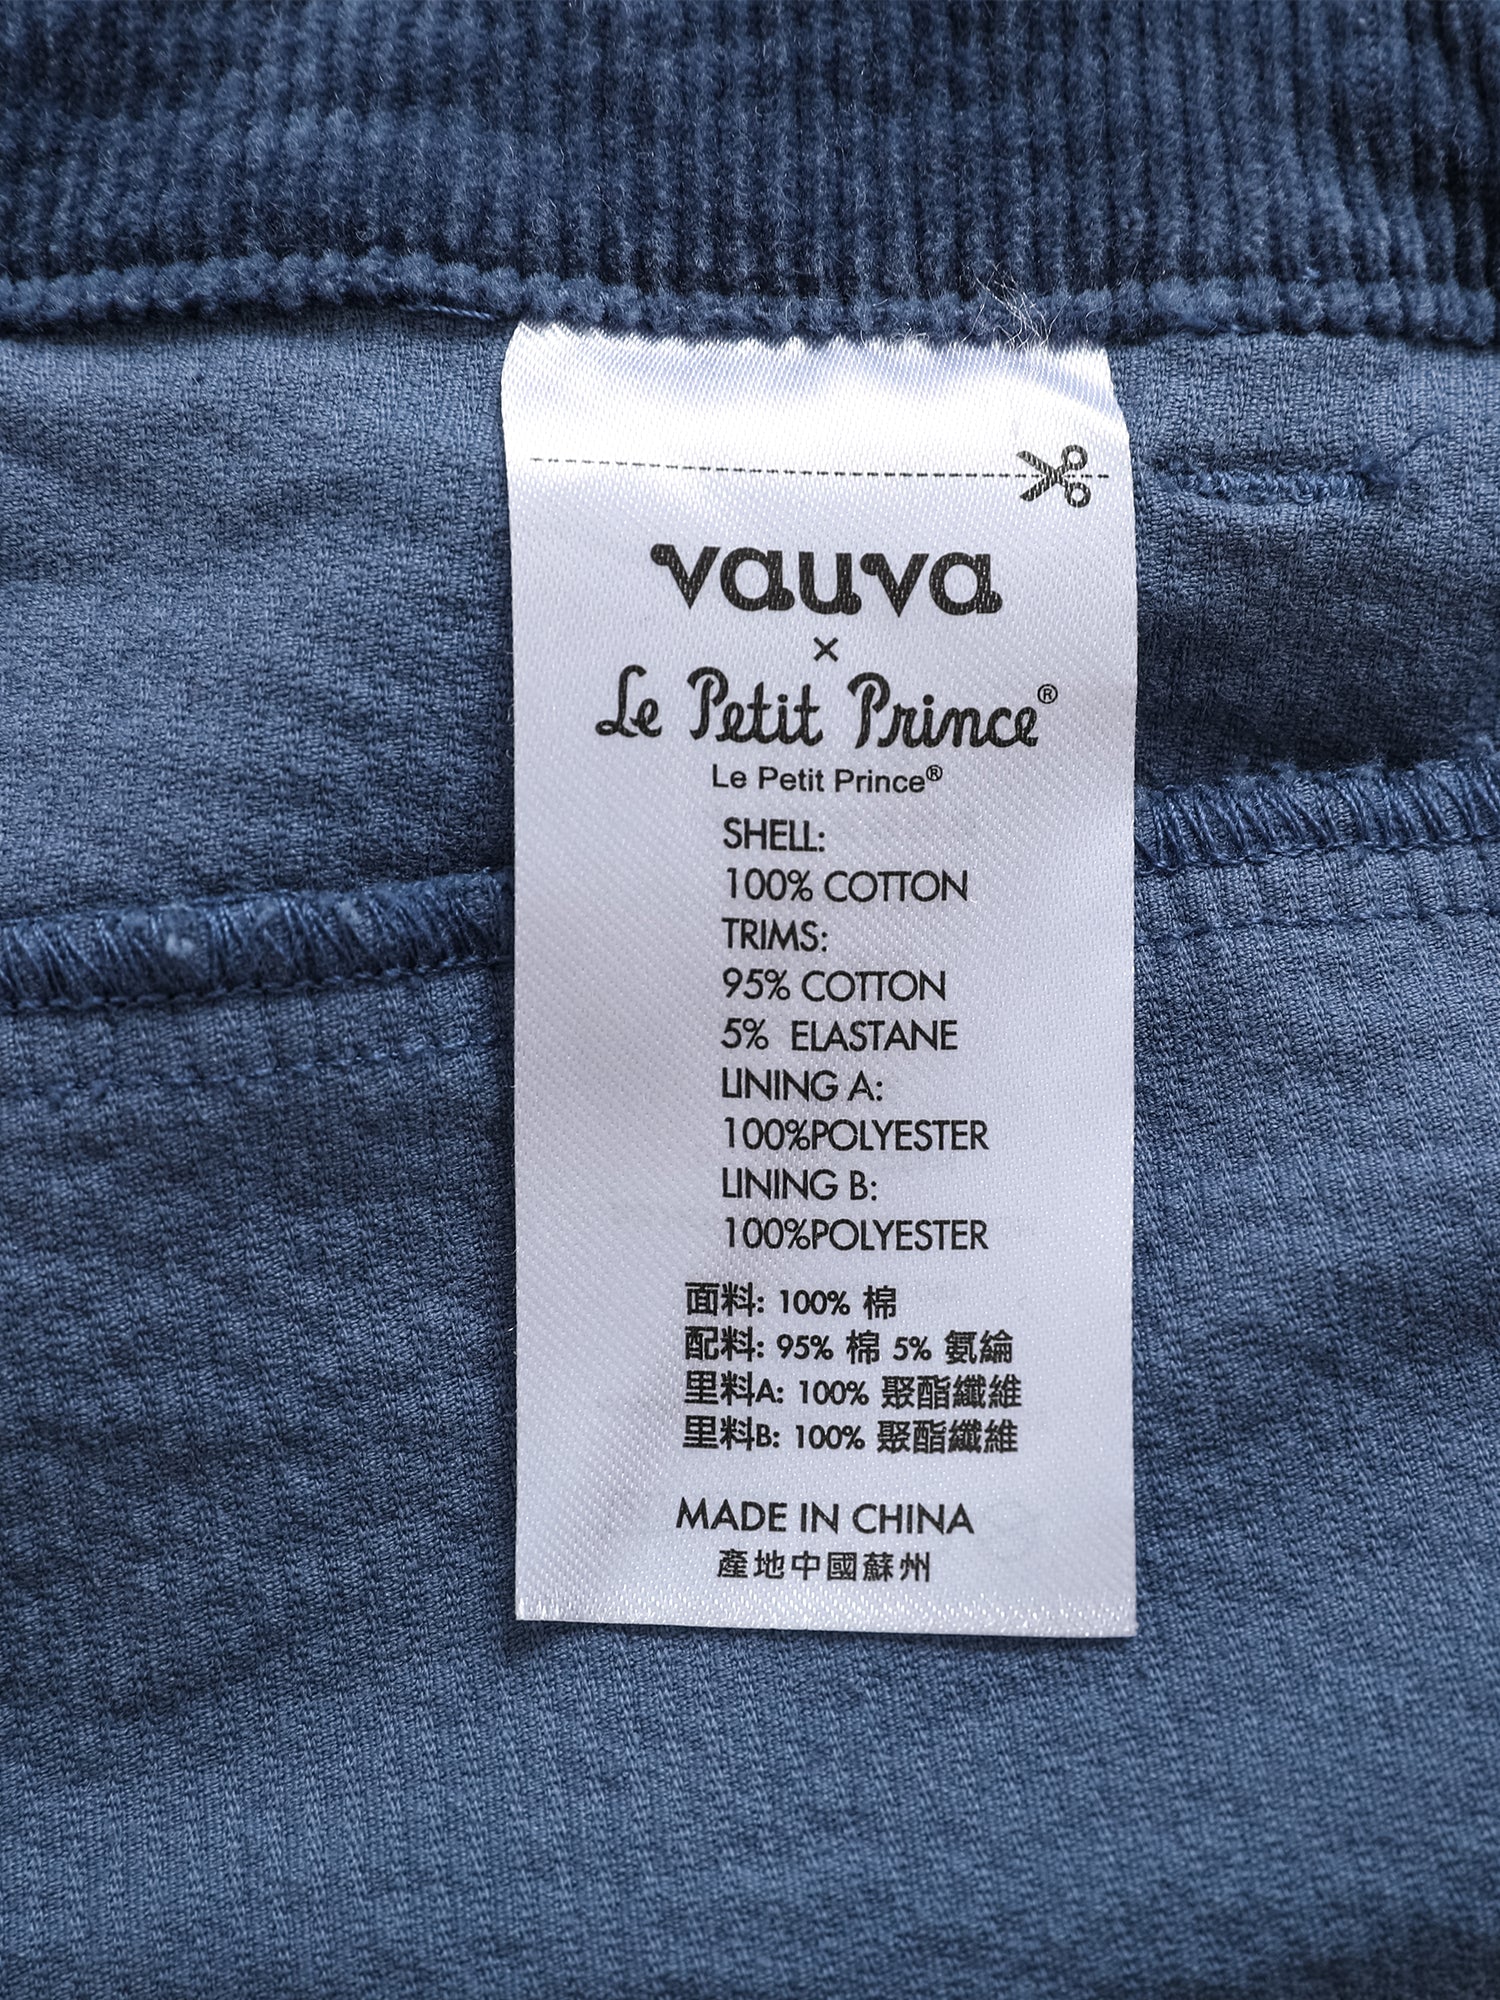 vauva
×
Le Petit Prince®
Le Petit Prince®
SHELL:
100% COTTON
TRIMS:
95% COTTON
5% ELASTANE
LINING A:
100%POLYESTER
LINING B:
100%POLYESTER
面料: 100% 棉
配料: 95% 棉 5% 氨綸
里料A: 100% 聚酯纖維
里料B: 100% 聚酯纖維
MADE IN CHINA
產地中國蘇州